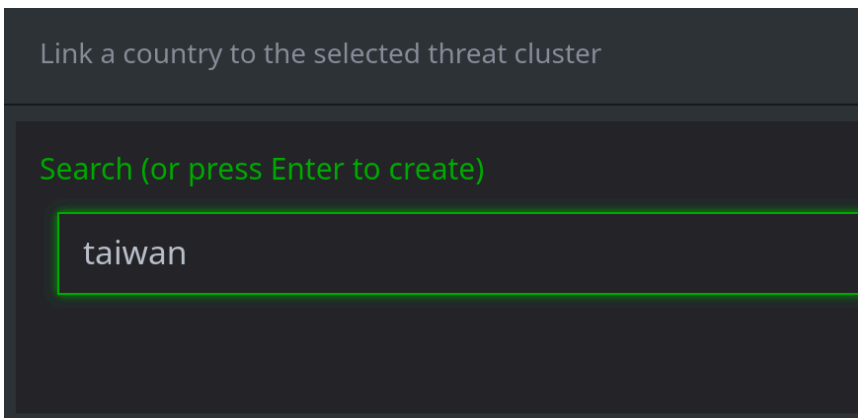 Link a country to the selected threat cluster
Search (or press Enter to create)
taiwan